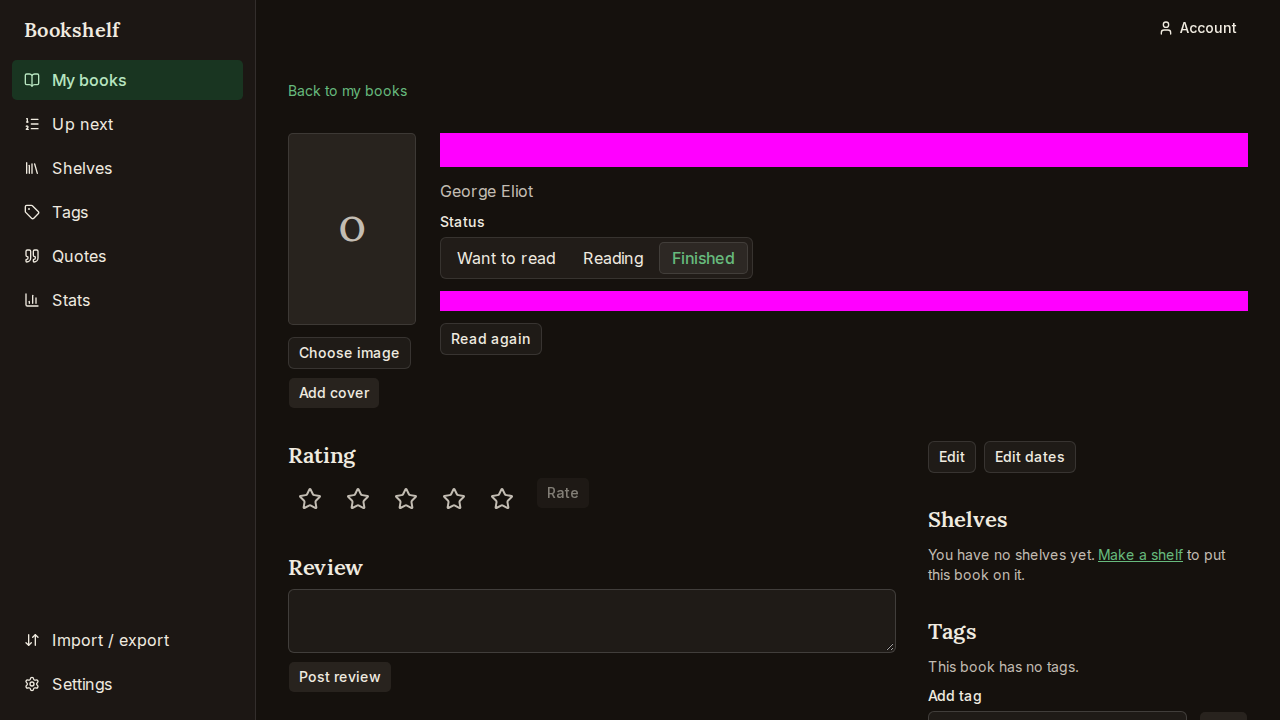 Bookshelf
My books
Up next
Shelves
Tags
Quotes
Stats
Import / export
Settings
Account
Back to my books
O
George Eliot
Status
Want to read
Reading
Finished
Read again
Choose image
Add cover
Rating
Rate
Review
Post review
Edit
Edit dates
Shelves
You have no shelves yet. Make a shelf to put
this book on it.
Tags
This book has no tags.
Add tag